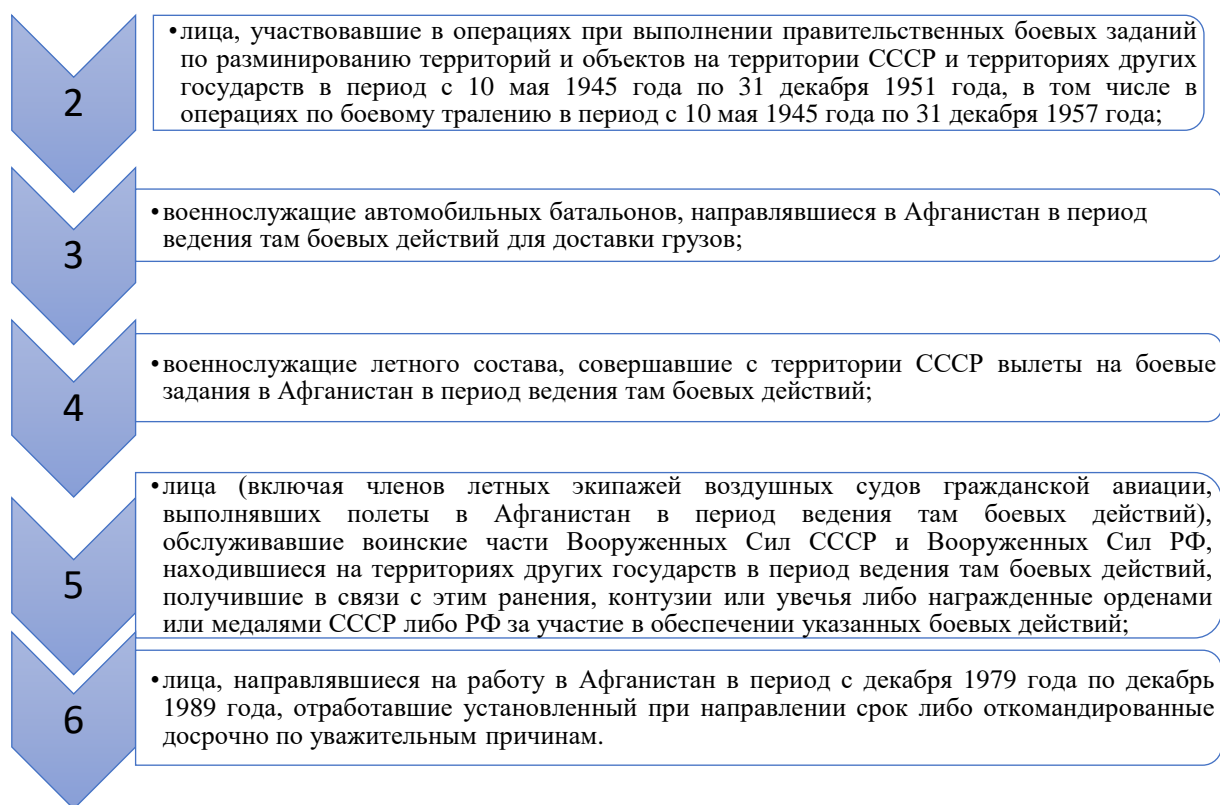 2
•лица, участвовавшие в операциях при выполнении правительственных боевых заданий
по разминированию территорий и объектов на территории СССР и территориях других
государств в период с 10 мая 1945 года по 31 декабря 1951 года, в том числе в
операциях по боевому тралению в период с 10 мая 1945 года по 31 декабря 1957 года;
3
•военнослужащие автомобильных батальонов, направлявшиеся в Афганистан в период
ведения там боевых действий для доставки грузов;
4
•военнослужащие летного состава, совершавшие с территории СССР вылеты на боевые
задания в Афганистан в период ведения там боевых действий;
5
•лица (включая членов летных экипажей воздушных судов гражданской авиации,
выполнявших полеты в Афганистан в период ведения там боевых действий),
обслуживавшие воинские части Вооруженных Сил СССР и Вооруженных Сил РФ,
находившиеся на территориях других государств в период ведения там боевых действий,
получившие в связи с этим ранения, контузии или увечья либо награжденные орденами
или медалями СССР либо РФ за участие в обеспечении указанных боевых действий;
6
•лица, направлявшиеся на работу в Афганистан в период с декабря 1979 года по декабрь
1989 года, отработавшие установленный при направлении срок либо откомандированные
досрочно по уважительным причинам.